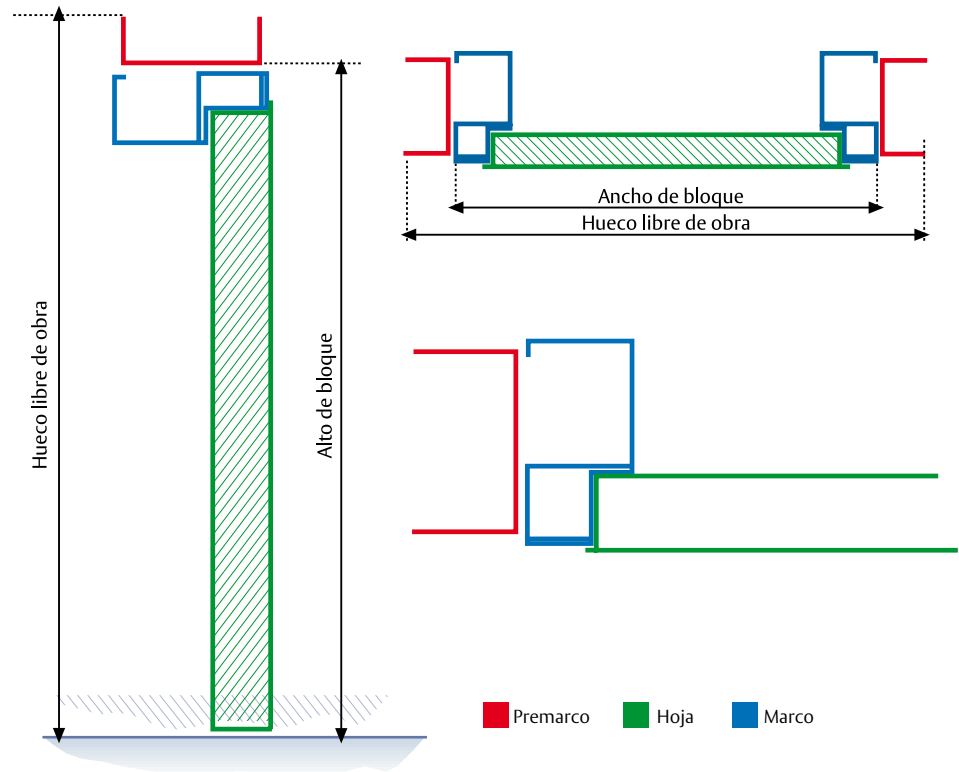 Hueco libre de obra
Alto de bloque
Ancho de bloque
Hueco libre de obra
Premarco
Hoja
Marco